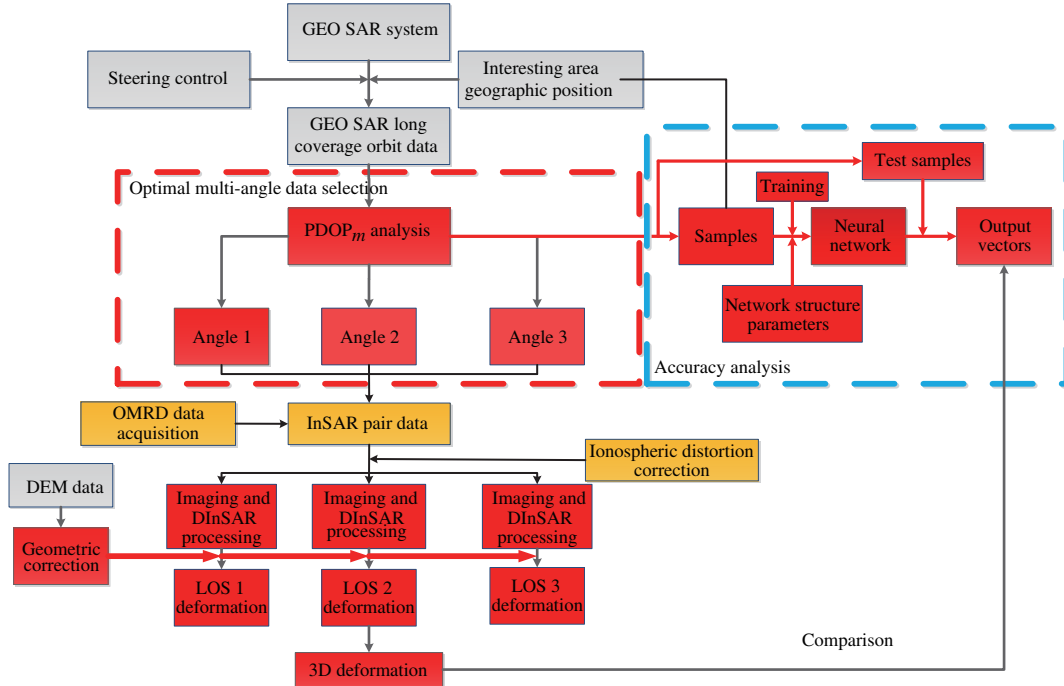 GEO SAR system
Steering control
Interesting area
geographic position
GEO SAR long
coverage orbit data
Optimal multi-angle data selection
PDOPm analysis
Angle 1
Angle 2
Angle 3
Test samples
Training
Samples
Neural
network
Output
vectors
Network structure
parameters
Accuracy analysis
OMRD data
acquisition
InSAR pair data
Ionospheric distortion
correction
DEM data
Geometric
correction
Imaging and
DInSAR
processing
Imaging and
DInSAR
processing
Imaging and
DInSAR
processing
LOS 1
deformation
LOS 2
deformation
LOS 3
deformation
Comparison
3D deformation